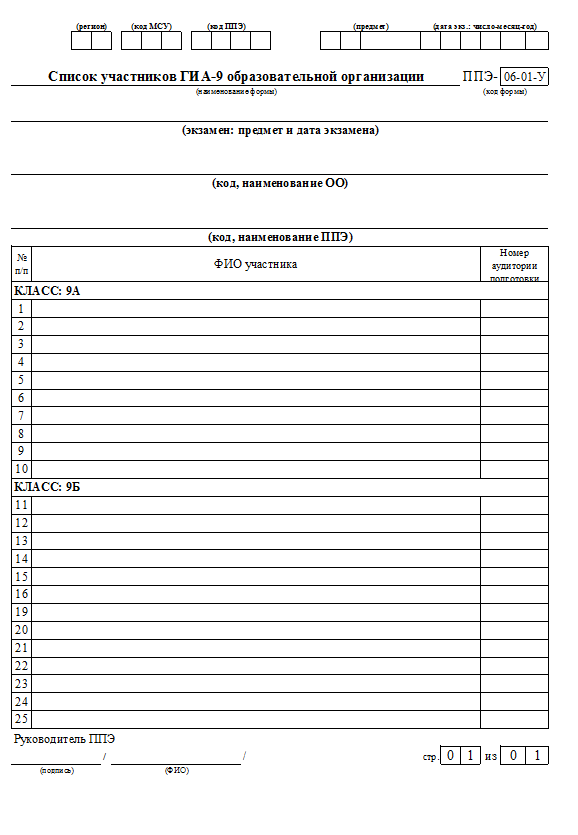 (регион) (код МСУ) (код ППЭ) (предмет) (дата экз.: число-месяц-год)
Список участников ГИА-9 образовательной организации ППЭ- 06-01-У
(наименование формы) (код формы)
(экзамен: предмет и дата экзамена)
(код, наименование ОО)
(код, наименование ППЭ)
№ п/п ФИО участника Номер аудитории подготовки
КЛАСС: 9А
1
2
3
4
5
6
7
8
9
10
КЛАСС: 9Б
11
12
13
14
15
16
19
20
21
22
23
24
25
Руководитель ППЭ
/ / стр. 0 1 из 0 1
(подпись) (ФИО)